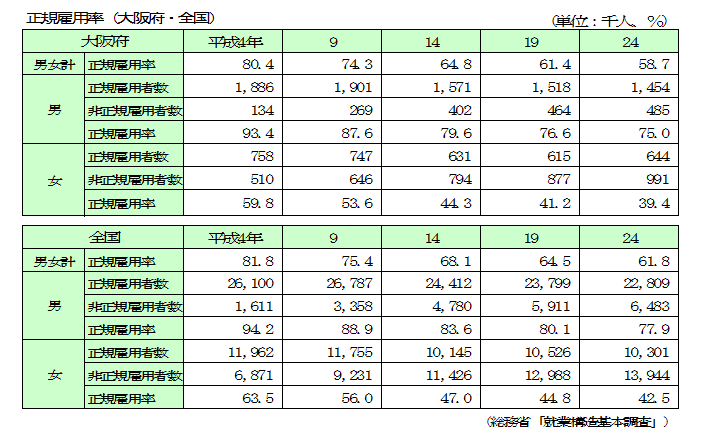 正規雇用率（大阪府・全国）
（単位：千人、％）
大阪府 平成4年 9 14 19 24
男女計 正規雇用率 80.4 74.3 64.8 61.4 58.7
男 正規雇用者数 1,886 1,901 1,571 1,518 1,454
非正規雇用者数 134 269 402 464 485
正規雇用率 93.4 87.6 79.6 76.6 75.0
女 正規雇用者数 758 747 631 615 644
非正規雇用者数 510 646 794 877 991
正規雇用率 59.8 53.6 44.3 41.2 39.4
全国 平成4年 9 14 19 24
男女計 正規雇用率 81.8 75.4 68.1 64.5 61.8
男 正規雇用者数 26,100 26,787 24,412 23,799 22,809
非正規雇用者数 1,611 3,358 4,780 5,911 6,483
正規雇用率 94.2 88.9 83.6 80.1 77.9
女 正規雇用者数 11,962 11,755 10,145 10,526 10,301
非正規雇用者数 6,871 9,231 11,426 12,988 13,944
正規雇用率 63.5 56.0 47.0 44.8 42.5
（総務省「就業構造基本調査」）